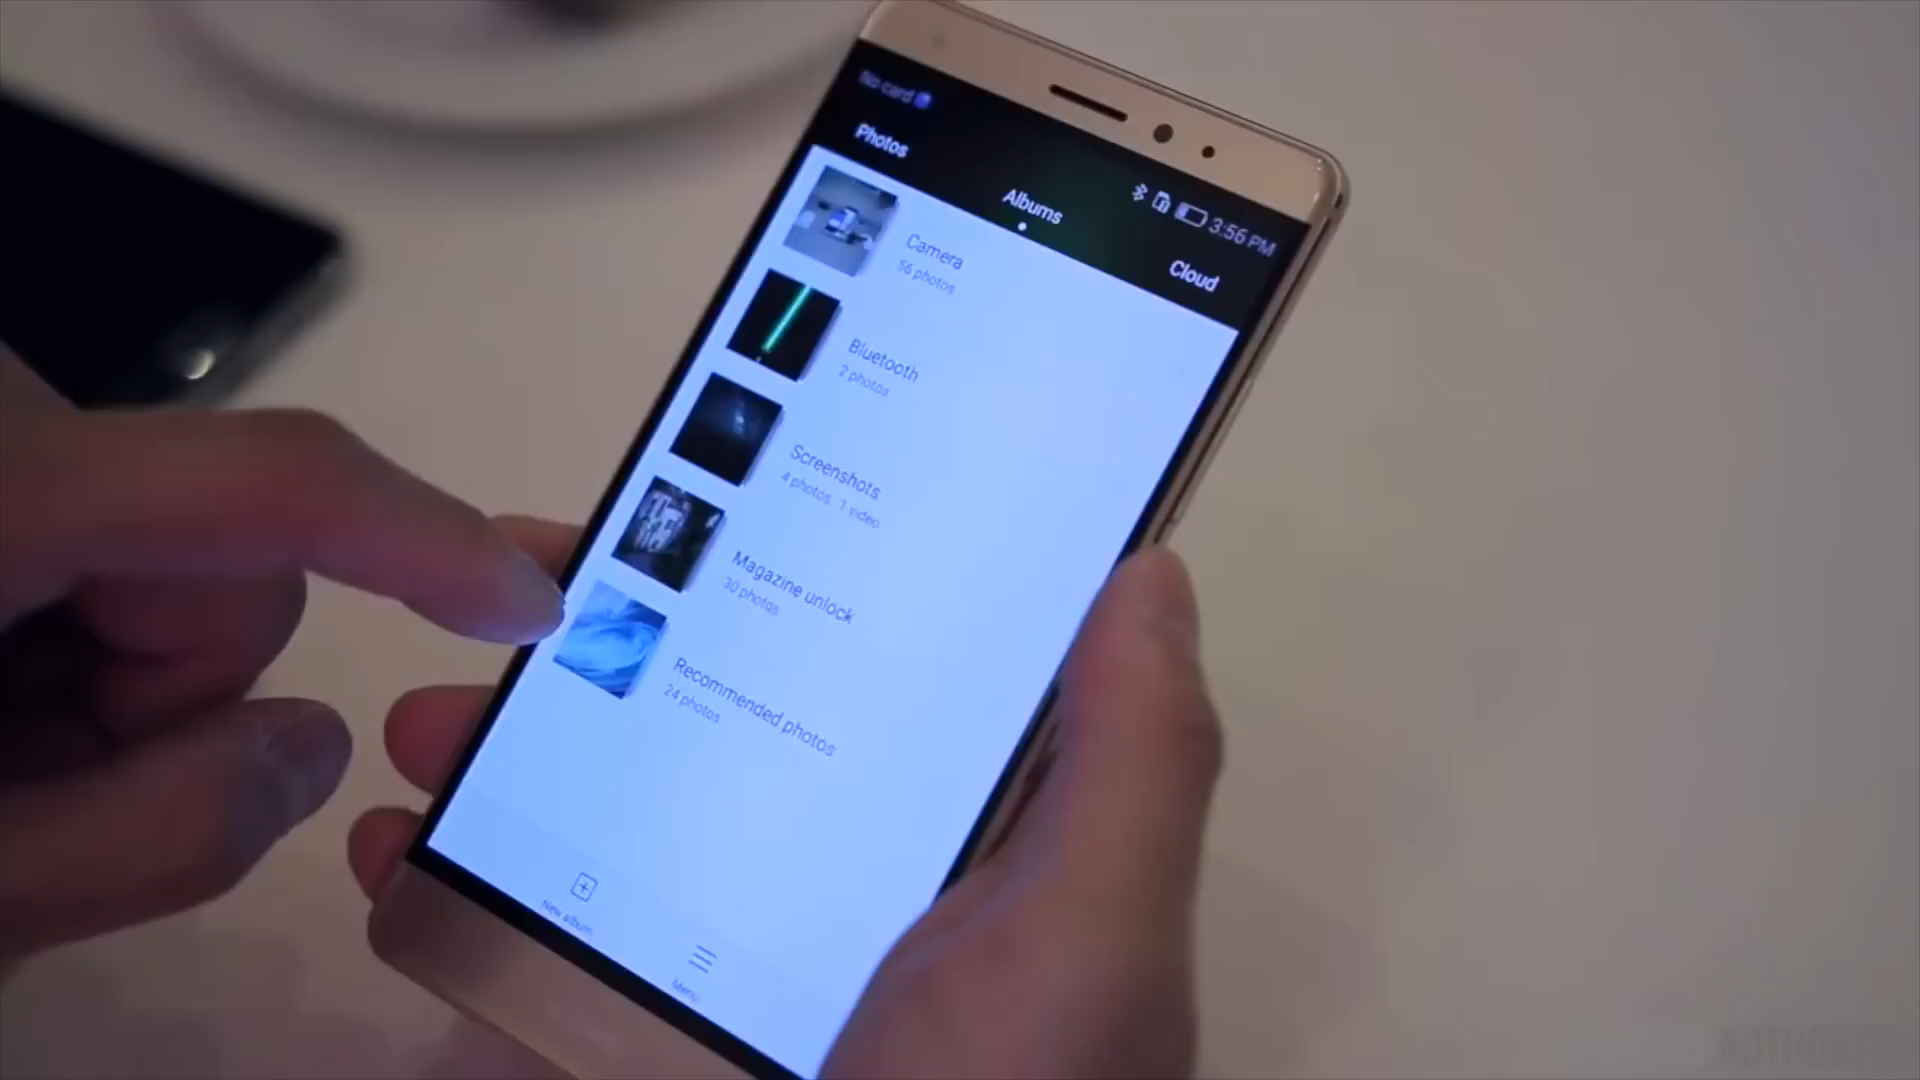 No card
3:56 PM
Photos
Albums
Cloud
Camera
56 photos
Bluetooth
2 photos
Screenshots
4 photos 1 video
Magazine unlock
30 photos
Recommended photos
24 photos
New album
Menu
AUTHORITY